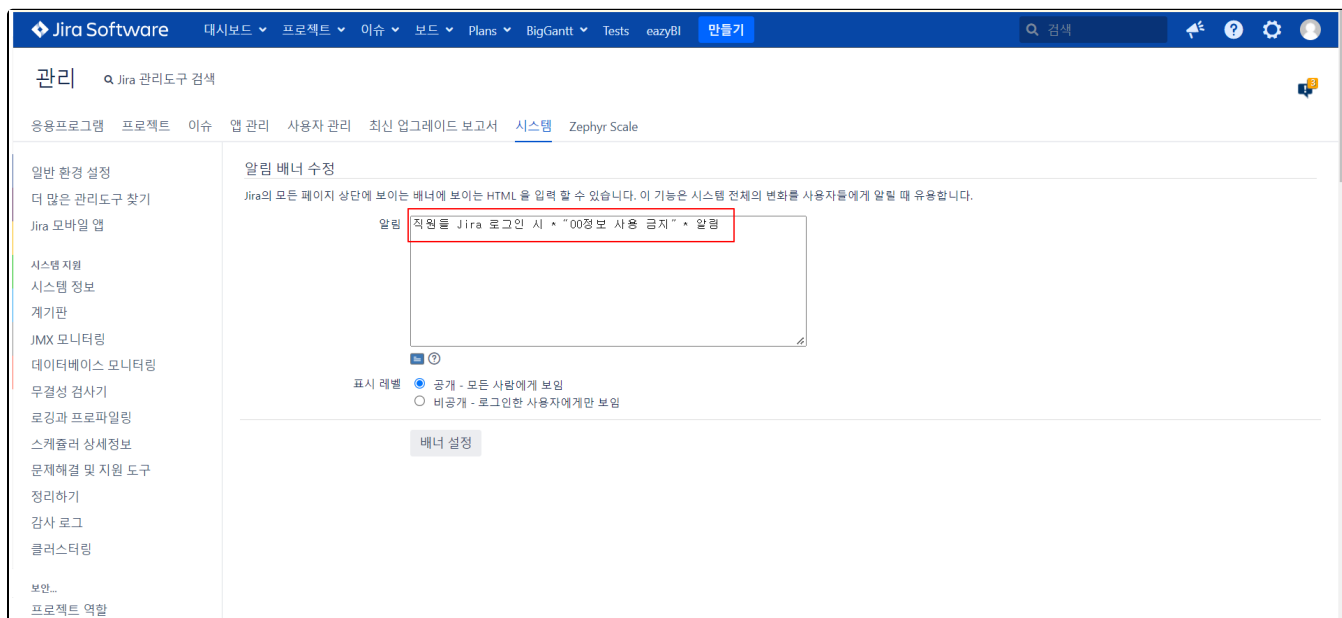 Jira Software 대시보드 프로젝트 이슈 보드 Plans BigGantt Tests eazyBI 만들기 검색
관리 Jira 관리도구 검색
3
응용프로그램 프로젝트 이슈 앱 관리 사용자 관리 최신 업그레이드 보고서 시스템 Zephyr Scale
일반 환경 설정
더 많은 관리도구 찾기
Jira 모바일 앱
시스템 지원
시스템 정보
계기판
JMX 모니터링
데이터베이스 모니터링
무결성 검사기
로깅과 프로파일링
스케쥴러 상세정보
문제해결 및 지원 도구
정리하기
감사 로그
클러스터링
보안...
프로젝트 역할
알림 배너 수정
Jira의 모든 페이지 상단에 보이는 배너에 보이는 HTML 을 입력 할 수 있습니다. 이 기능은 시스템 전체의 변화를 사용자들에게 알릴 때 유용합니다.
알림 직원들 Jira 로그인 시 * "00정보 사용 금지" * 알림
표시 레벨 공개 - 모든 사람에게 보임
비공개 - 로그인한 사용자에게만 보임
배너 설정